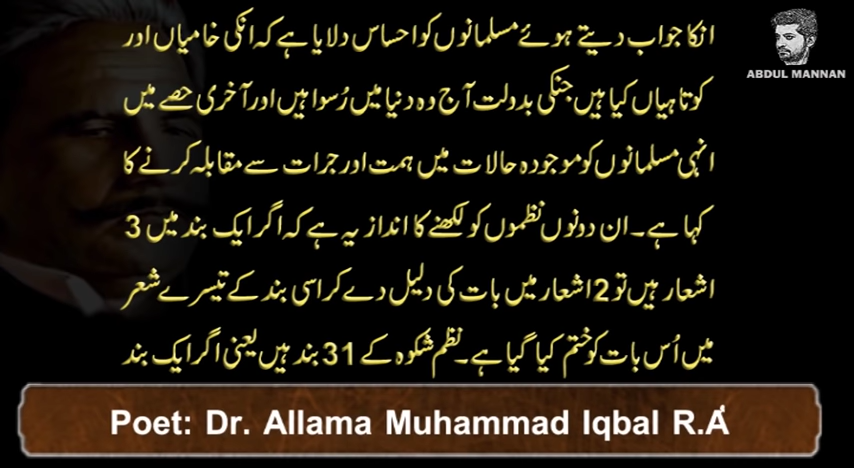 انکا جواب دیتے ہوئے مسلمانوں کو احساس دلایا ہے کہ انکی خامیاں اور
کوتاہیاں کیا ہیں جنکی بدولت آج وہ دنیا میں رُسوا ہیں اور آخری حصے میں
انہی مسلمانوں کو موجودہ حالات میں ہمت اور جرات سے مقابلہ کرنے کا
کہا ہے۔ ان دونوں نظموں کو لکھنے کا انداز یہ ہے کہ اگر ایک بند میں 3
اشعار ہیں تو 2 اشعار میں بات کی دلیل دے کر اسی بند کے تیسرے شعر
میں اُس بات کو ختم کیا گیا ہے۔ نظم شکوہ کے 31 بند ہیں یعنی اگر ایک بند
ABDUL MANNAN
Poet: Dr. Allama Muhammad Iqbal R.A